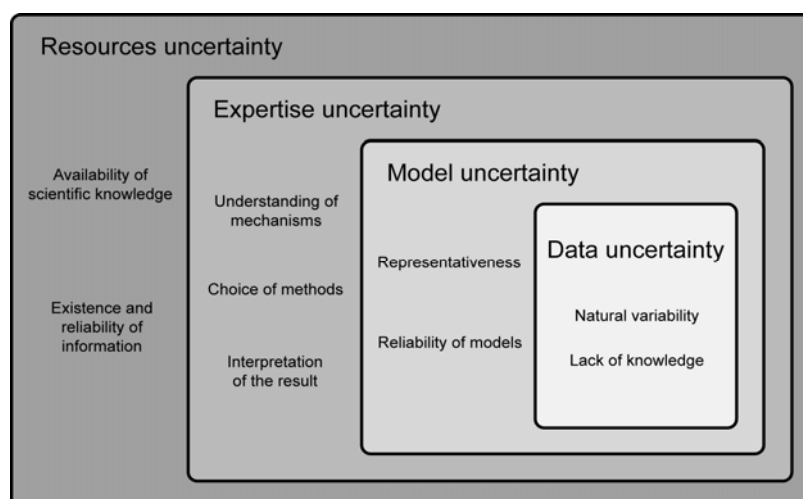 Resources uncertainty
Availability of
scientific knowledge
Existence and
reliability of
information
Expertise uncertainty
Understanding of
mechanisms
Choice of methods
Interpretation
of the result
Model uncertainty
Representativeness
Reliability of models
Data uncertainty
Natural variability
Lack of knowledge